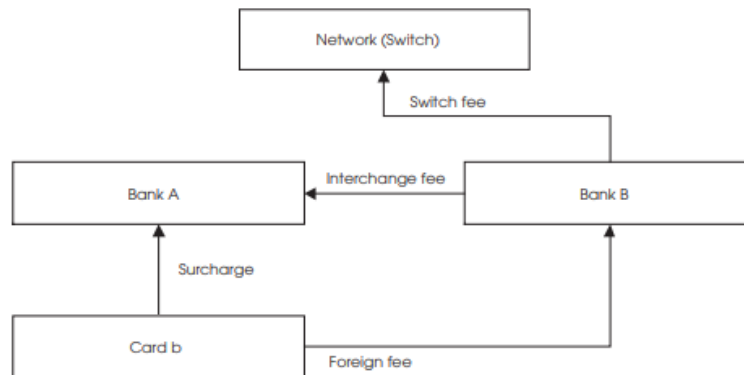 Network (Switch)
Switch fee
Bank A
Interchange fee
Bank B
Surcharge
Card b
Foreign fee